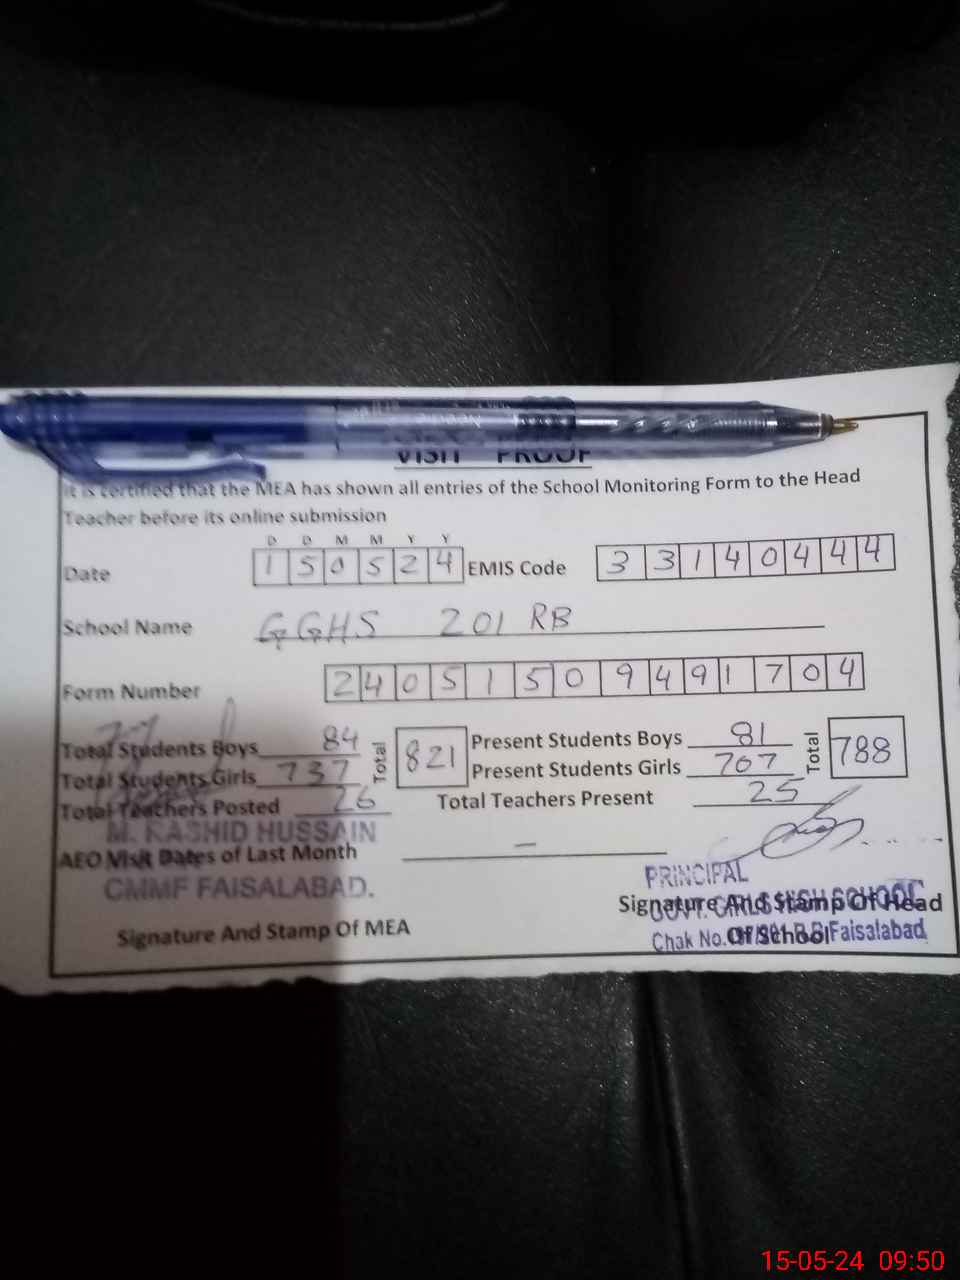 VISIT PROOF
It is certified that the MEA has shown all entries of the School Monitoring Form to the Head
Teacher before its online submission
D D M M Y Y
Date 1 5 0 5 2 4 EMIS Code 3 3 1 4 0 4 4 4
School Name GGHS 201 RB
Form Number 2 4 0 5 1 5 0 9 4 9 1 7 0 4
Total Students Boys 84 Total 821 Present Students Boys 81 Total 788
Total Students Girls 737 Present Students Girls 707
Total Teachers Posted 26 Total Teachers Present 25
M. RASHID HUSSAIN
AEO Visit Dates of Last Month –
CMMF FAISALABAD.
PRINCIPAL
Signature And Stamp Of Head
GOVT. GIRLS HIGH SCHOOL
Signature And Stamp Of MEA
Of School
Chak No. Faisalabad
15-05-24 09:50